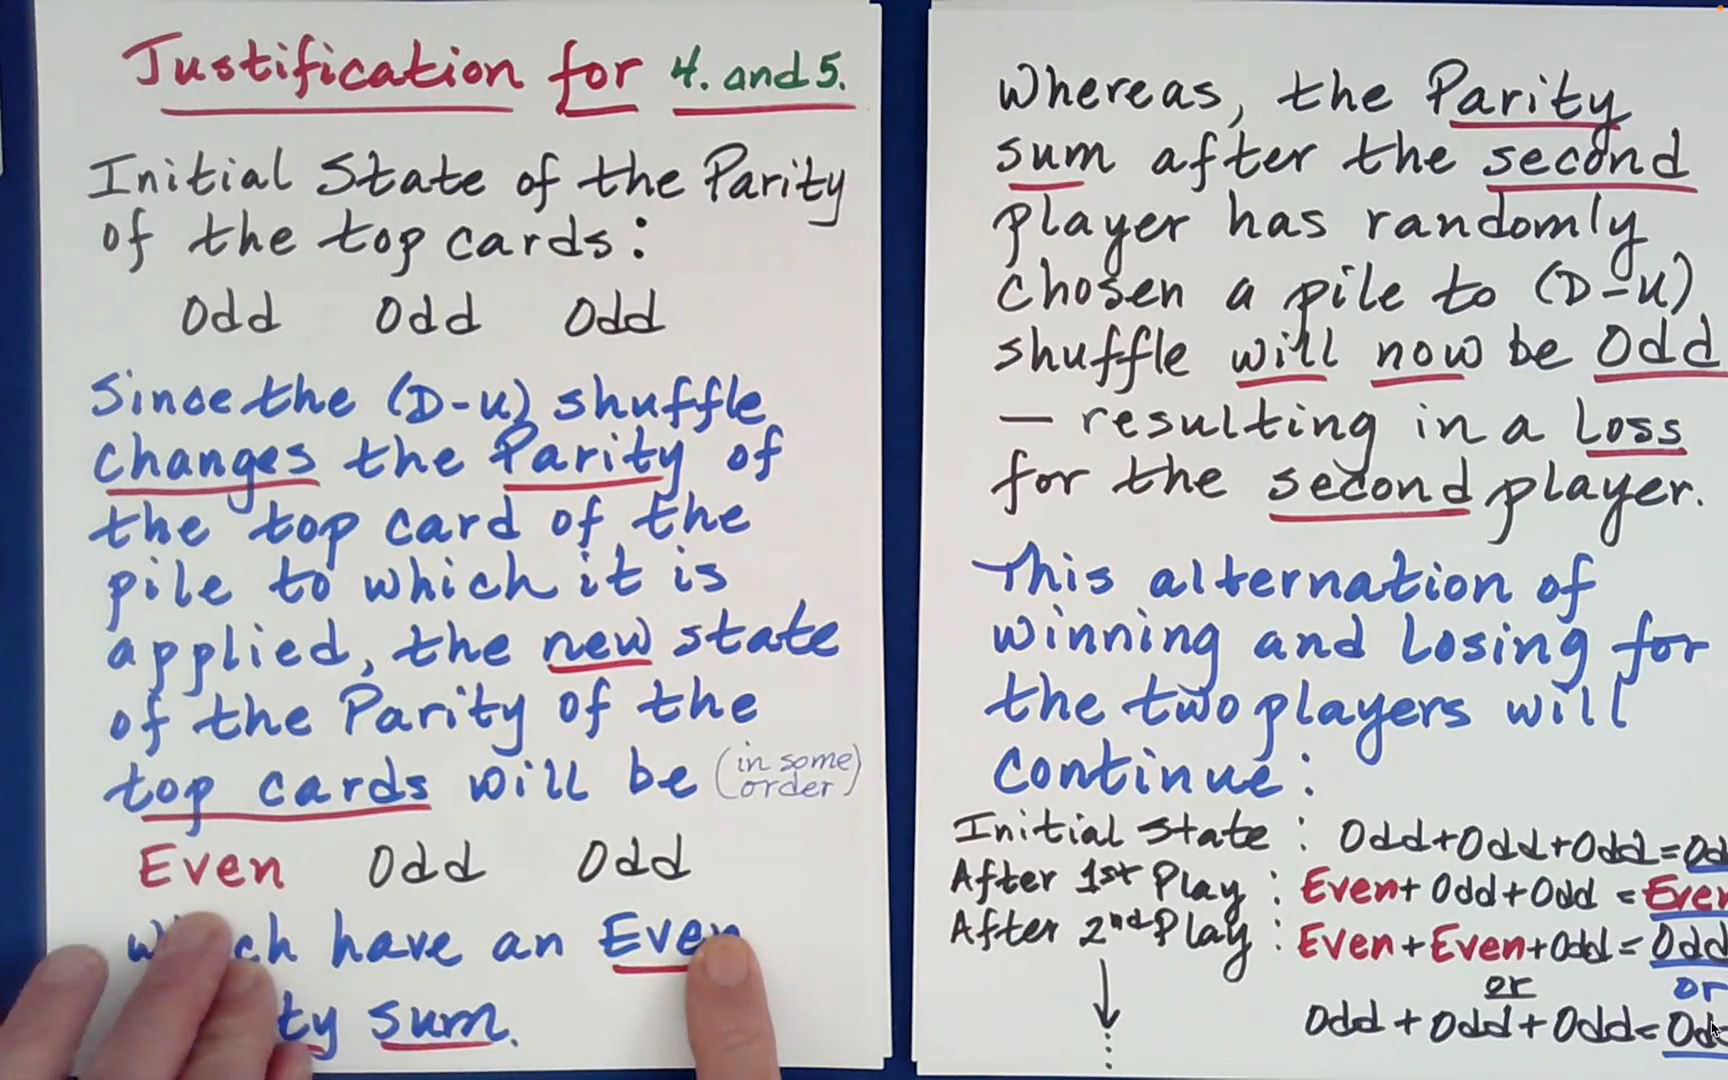 Justification for 4. and 5.
Initial State of the Parity
of the top cards:
Odd Odd Odd
Since the (D-u) shuffle
changes the Parity of
the top card of the
pile to which it is
applied, the new state
of the Parity of the
top cards will be (in some order)
Even Odd Odd
have an Even
sum.
Whereas, the Parity
sum after the second
player has randomly
chosen a pile to (D-u)
shuffle will now be Odd
— resulting in a Loss
for the second player.
This alternation of
winning and Losing for
the two players will
continue:
Initial State : Odd+Odd+Odd=
After 1st Play : Even+ Odd+Odd =Even
After 2nd Play : Even+Even+Odd=Odd
or or
Odd + Odd + Odd=